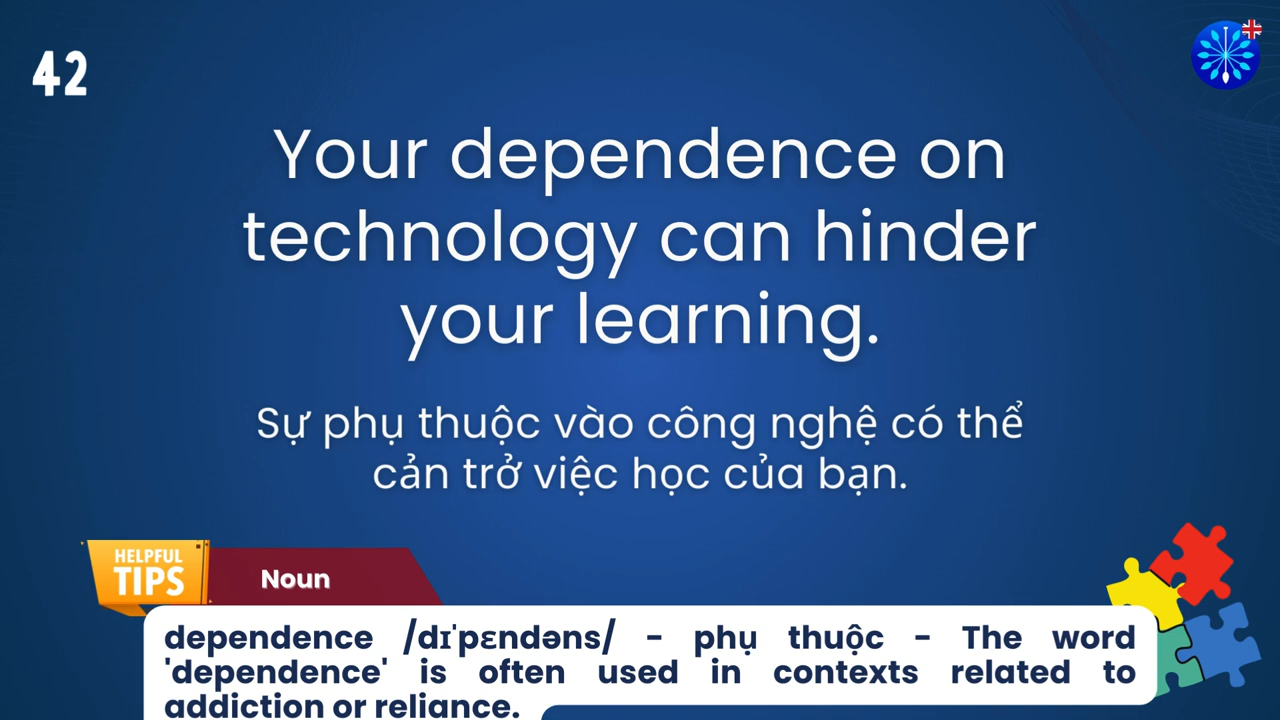 42
Your dependence on
technology can hinder
your learning.
Sự phụ thuộc vào công nghệ có thể
cản trở việc học của bạn.
HELPFUL
TIPS
Noun
dependence /dɪˈpɛndəns/ - phụ thuộc - The word
'dependence' is often used in contexts related to
addiction or reliance.